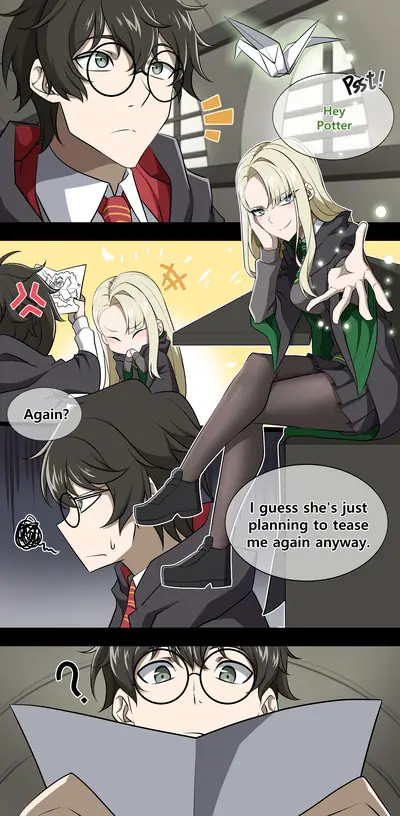 Psst!
Hey
Potter
Again?
I guess she's just
planning to tease
me again anyway.
?